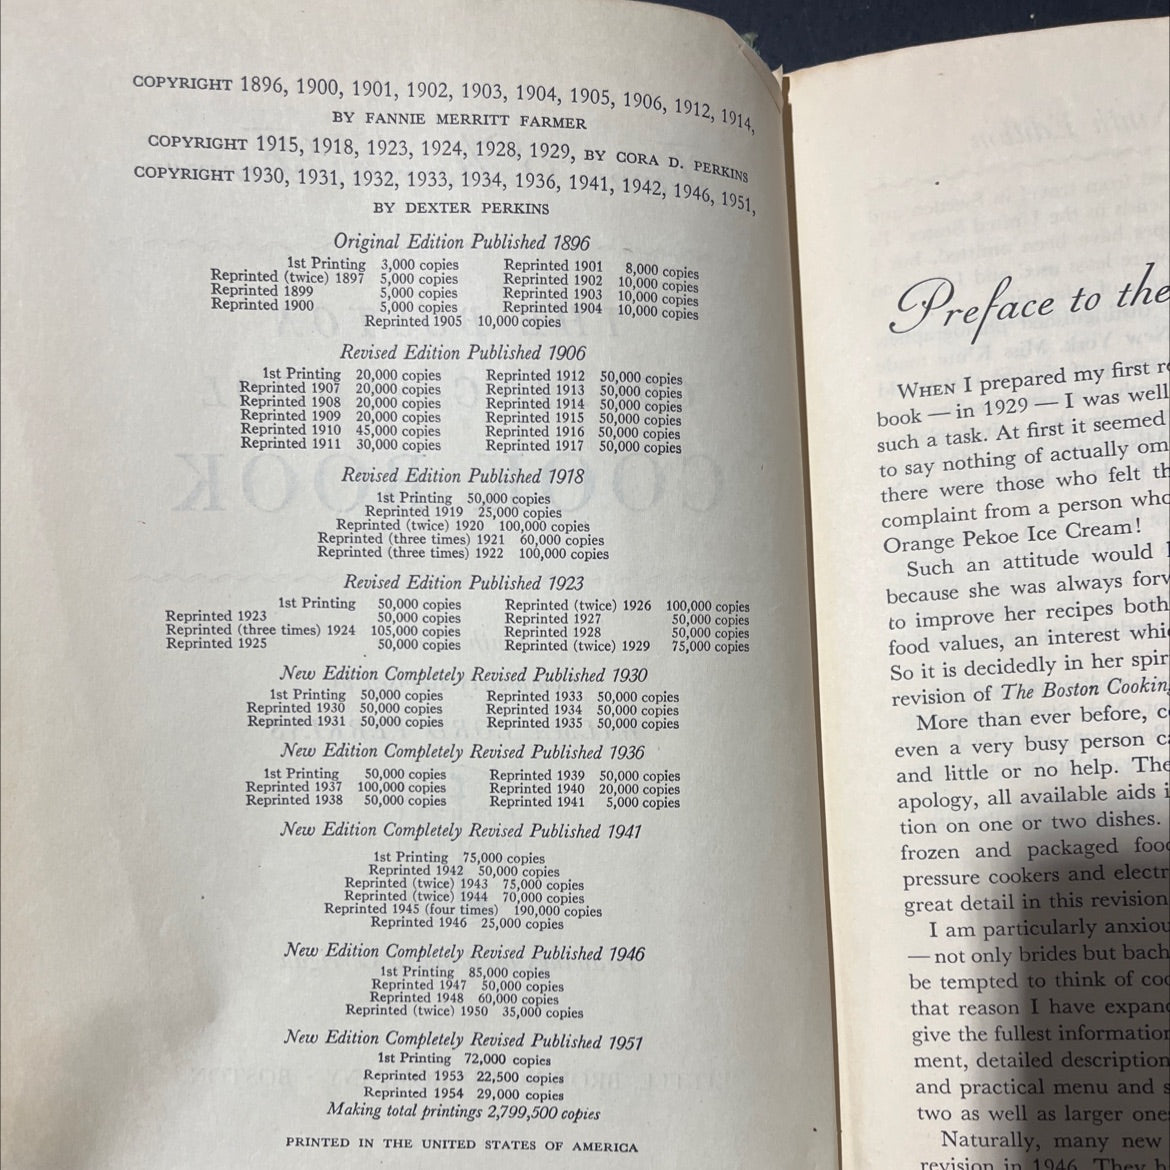 COPYRIGHT 1896, 1900, 1901, 1902, 1903, 1904, 1905, 1906, 1912, 1914,
BY FANNIE MERRITT FARMER
COPYRIGHT 1915, 1918, 1923, 1924, 1928, 1929, BY CORA D. PERKINS
COPYRIGHT 1930, 1931, 1932, 1933, 1934, 1936, 1941, 1942, 1946, 1951,
BY DEXTER PERKINS
Original Edition Published 1896
1st Printing 3,000 copies Reprinted 1901 8,000 copies
Reprinted (twice) 1897 5,000 copies Reprinted 1902 10,000 copies
Reprinted 1899 5,000 copies Reprinted 1903 10,000 copies
Reprinted 1900 5,000 copies Reprinted 1904 10,000 copies
Reprinted 1905 10,000 copies
Revised Edition Published 1906
1st Printing 20,000 copies Reprinted 1912 50,000 copies
Reprinted 1907 20,000 copies Reprinted 1913 50,000 copies
Reprinted 1908 20,000 copies Reprinted 1914 50,000 copies
Reprinted 1909 20,000 copies Reprinted 1915 50,000 copies
Reprinted 1910 45,000 copies Reprinted 1916 50,000 copies
Reprinted 1911 30,000 copies Reprinted 1917 50,000 copies
Revised Edition Published 1918
1st Printing 50,000 copies
Reprinted 1919 25,000 copies
Reprinted (twice) 1920 100,000 copies
Reprinted (three times) 1921 60,000 copies
Reprinted (three times) 1922 100,000 copies
Revised Edition Published 1923
1st Printing 50,000 copies Reprinted (twice) 1926 100,000 copies
Reprinted 1923 50,000 copies Reprinted 1927 50,000 copies
Reprinted (three times) 1924 105,000 copies Reprinted 1928 50,000 copies
Reprinted 1925 50,000 copies Reprinted (twice) 1929 75,000 copies
New Edition Completely Revised Published 1930
1st Printing 50,000 copies Reprinted 1933 50,000 copies
Reprinted 1930 50,000 copies Reprinted 1934 50,000 copies
Reprinted 1931 50,000 copies Reprinted 1935 50,000 copies
New Edition Completely Revised Published 1936
1st Printing 50,000 copies Reprinted 1939 50,000 copies
Reprinted 1937 100,000 copies Reprinted 1940 20,000 copies
Reprinted 1938 50,000 copies Reprinted 1941 5,000 copies
New Edition Completely Revised Published 1941
1st Printing 75,000 copies
Reprinted 1942 50,000 copies
Reprinted (twice) 1943 75,000 copies
Reprinted (twice) 1944 70,000 copies
Reprinted 1945 (four times) 190,000 copies
Reprinted 1946 25,000 copies
New Edition Completely Revised Published 1946
1st Printing 85,000 copies
Reprinted 1947 50,000 copies
Reprinted 1948 60,000 copies
Reprinted (twice) 1950 35,000 copies
New Edition Completely Revised Published 1951
1st Printing 72,000 copies
Reprinted 1953 22,500 copies
Reprinted 1954 29,000 copies
Making total printings 2,799,500 copies
PRINTED IN THE UNITED STATES OF AMERICA
Preface to the
WHEN I prepared my first
book — in 1929 — I was well
such a task. At first it seemed
to say nothing of actually om
there were those who felt th
complaint from a person who
Orange Pekoe Ice Cream!
Such an attitude would
because she was always forv
to improve her recipes both
food values, an interest whi
So it is decidedly in her spir
revision of The Boston Cookin
More than ever before, c
even a very busy person ca
and little or no help. The
apology, all available aids i
tion on one or two dishes.
frozen and packaged food
pressure cookers and electr
great detail in this revision
I am particularly anxiou
— not only brides but bach
be tempted to think of coo
that reason I have expand
give the fullest information
ment, detailed description
and practical menu and s
two as well as larger one
Naturally, many new
revision in 1946. They